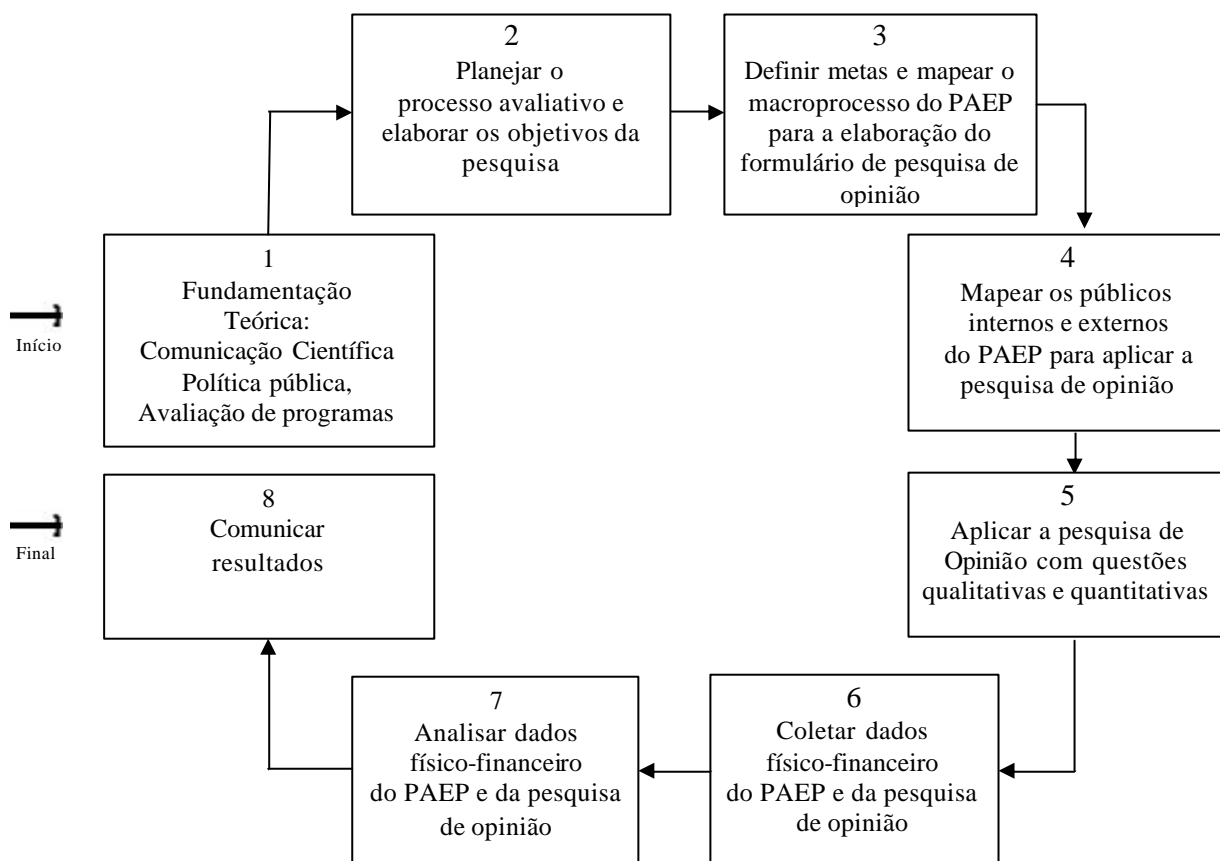 Início
1
Fundamentação
Teórica:
Comunicação Científica
Política pública,
Avaliação de programas
2
Planejar o
processo avaliativo e
elaborar os objetivos da
pesquisa
3
Definir metas e mapear o
macroprocesso do PAEP
para a elaboração do
formulário de pesquisa de
opinião
4
Mapear os públicos
internos e externos
do PAEP para aplicar a
pesquisa de opinião
5
Aplicar a pesquisa de
Opinião com questões
qualitativas e quantitativas
6
Coletar dados
físico-financeiro
do PAEP e da pesquisa
de opinião
7
Analisar dados
físico-financeiro
do PAEP e da pesquisa
de opinião
Final
8
Comunicar
resultados